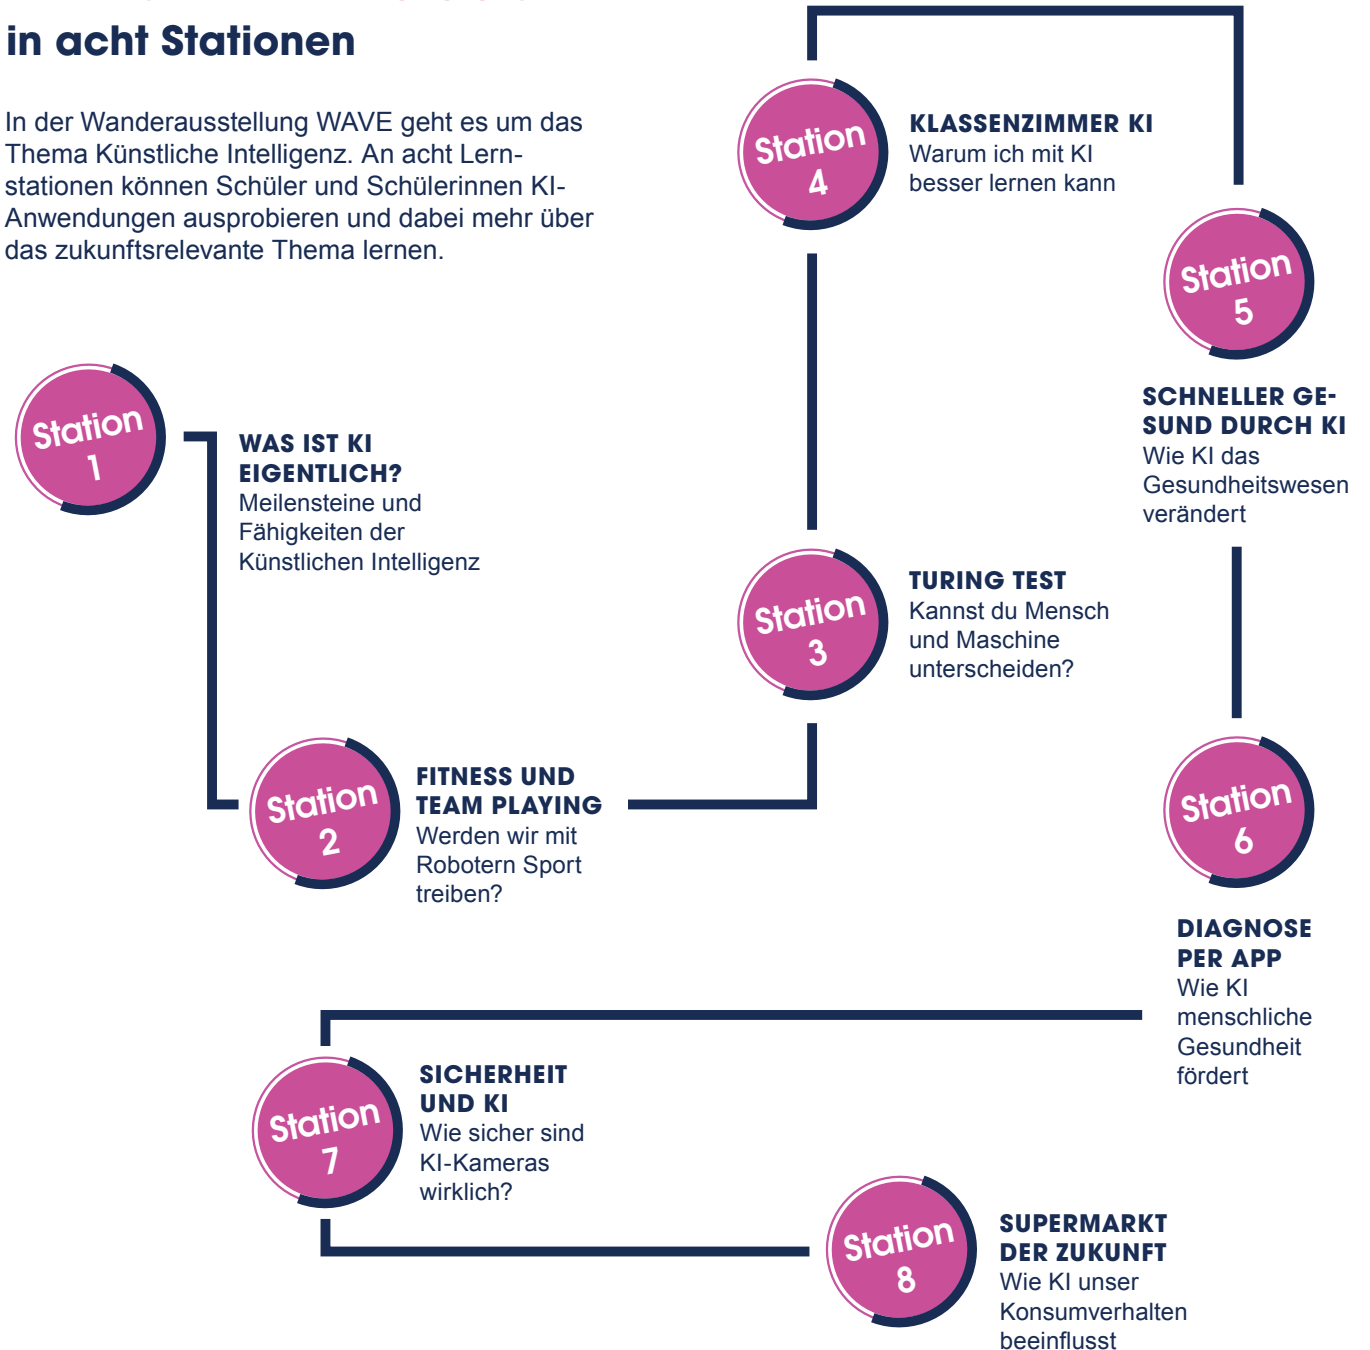 in acht Stationen
In der Wanderausstellung WAVE geht es um das
Thema Künstliche Intelligenz. An acht Lern-
stationen können Schüler und Schülerinnen KI-
Anwendungen ausprobieren und dabei mehr über
das zukunftsrelevante Thema lernen.
Station
1
WAS IST KI
EIGENTLICH?
Meilensteine und
Fähigkeiten der
Künstlichen Intelligenz
Station
2
FITNESS UND
TEAM PLAYING
Werden wir mit
Robotern Sport
treiben?
Station
3
TURING TEST
Kannst du Mensch
und Maschine
unterscheiden?
Station
4
KLASSENZIMMER KI
Warum ich mit KI
besser lernen kann
Station
5
SCHNELLER GE-
SUND DURCH KI
Wie KI das
Gesundheitswesen
verändert
Station
6
DIAGNOSE
PER APP
Wie KI
menschliche
Gesundheit
fördert
Station
7
SICHERHEIT
UND KI
Wie sicher sind
KI-Kameras
wirklich?
Station
8
SUPERMARKT
DER ZUKUNFT
Wie KI unser
Konsumverhalten
beeinflusst